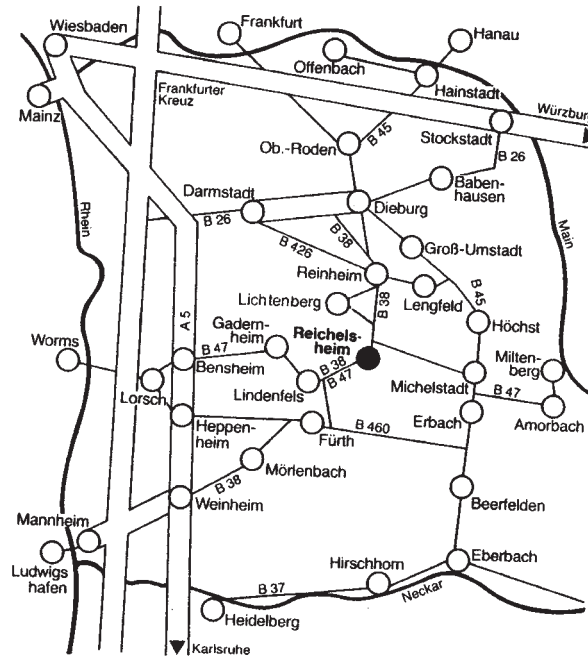 Frankfurt
Hanau
Wiesbaden
Offenbach
Hainstadt
Mainz
Frankfurter
Kreuz
Würzburg
Stockstadt
B 45
Ob.-Roden
B 26
Baben-
hausen
Darmstadt
Dieburg
B 26
B 38
B 426
Groß-Umstadt
Rhein
Main
Reinheim
Lengfeld
B 45
Lichtenberg
B 38
Höchst
A 5
Gadern-
heim
Reichels-
heim
Worms
B 47
Bensheim
B 38
B 47
Milten-
berg
Michelstadt
B 47
Lorsch
Lindenfels
Erbach
Amorbach
Heppen-
heim
Fürth
B 460
Mörlenbach
B 38
Weinheim
Beerfelden
Mannheim
Ludwigs
hafen
Hirschhorn
Eberbach
B 37
Neckar
Heidelberg
Karlsruhe